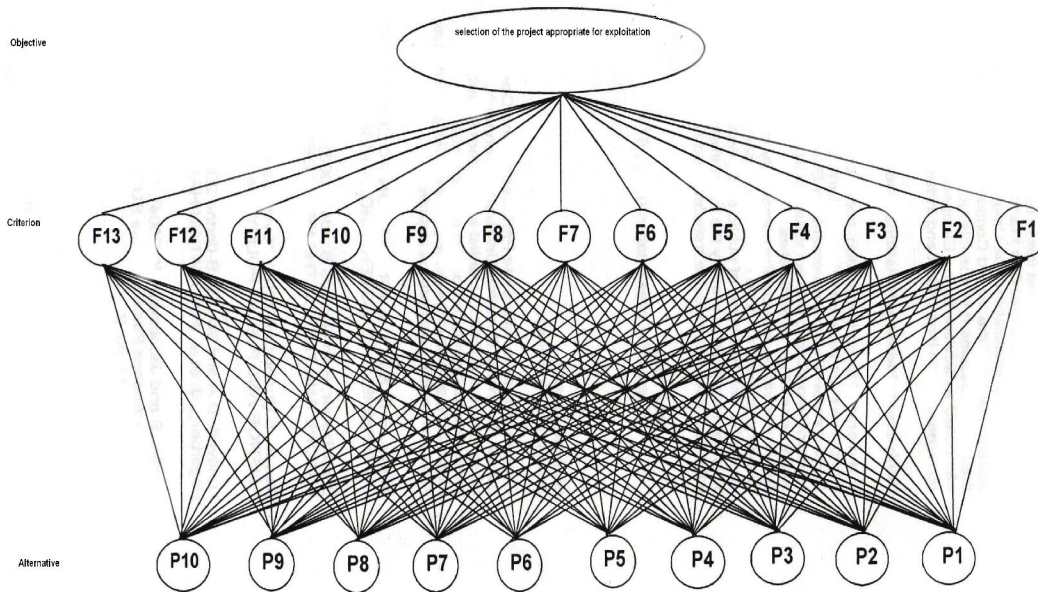 selection of the project appropriate for exploitation
Objective
Criterion
F13 F12 F11 F10 F9 F8 F7 F6 F5 F4 F3 F2 F1
Alternative
P10 P9 P8 P7 P6 P5 P4 P3 P2 P1